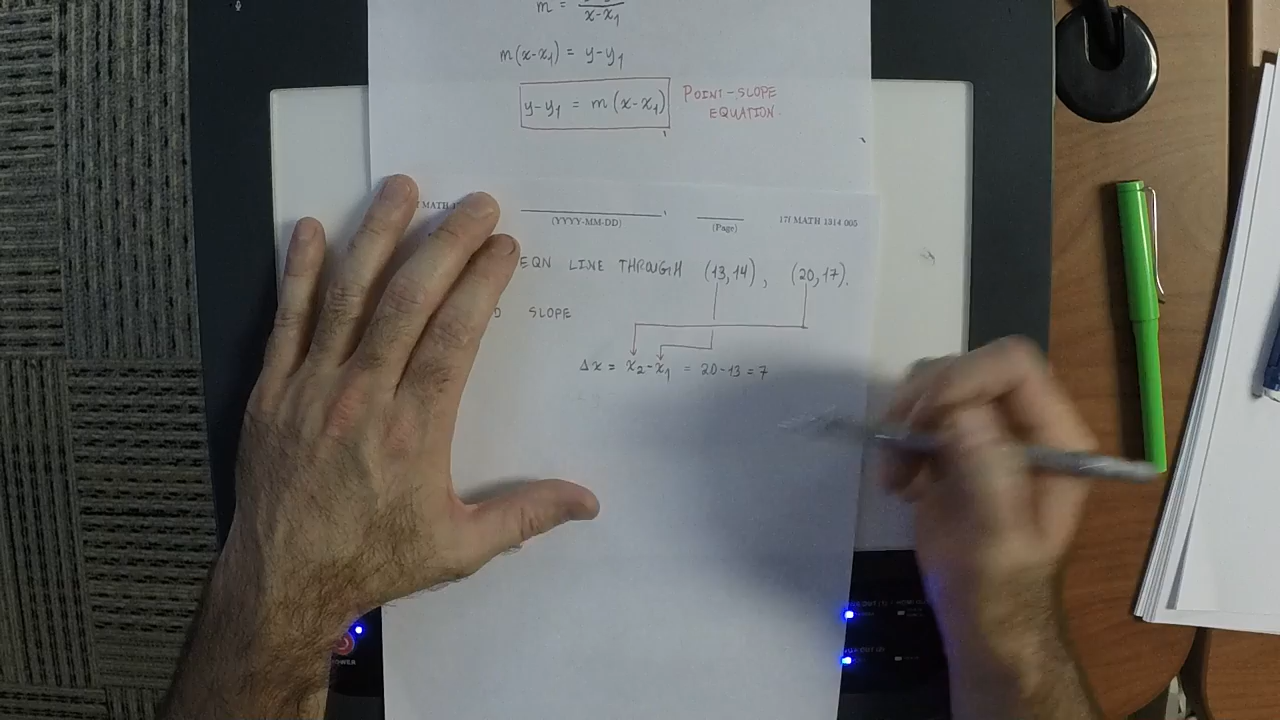 m =
x-x₁
m(x-x₁) = y-y₁
y-y₁ = m(x-x₁)
POINT-SLOPE
EQUATION.
(YYYY-MM-DD)
(Page)
17f MATH 1314 005
EQN LINE THROUGH (13,14), (20,17).
SLOPE
Δx = x₂-x₁ = 20-13 = 7